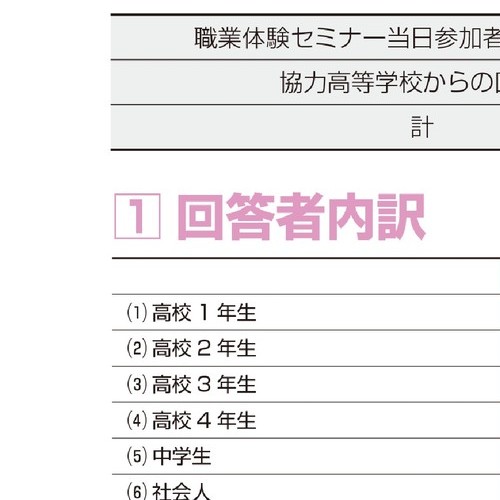 職業体験セミナー当日参加者
協力高等学校からの
計
1 回答者内訳
(1) 高校 1 年生
(2) 高校 2 年生
(3) 高校 3 年生
(4) 高校 4 年生
(5) 中学生
(6) 社会人